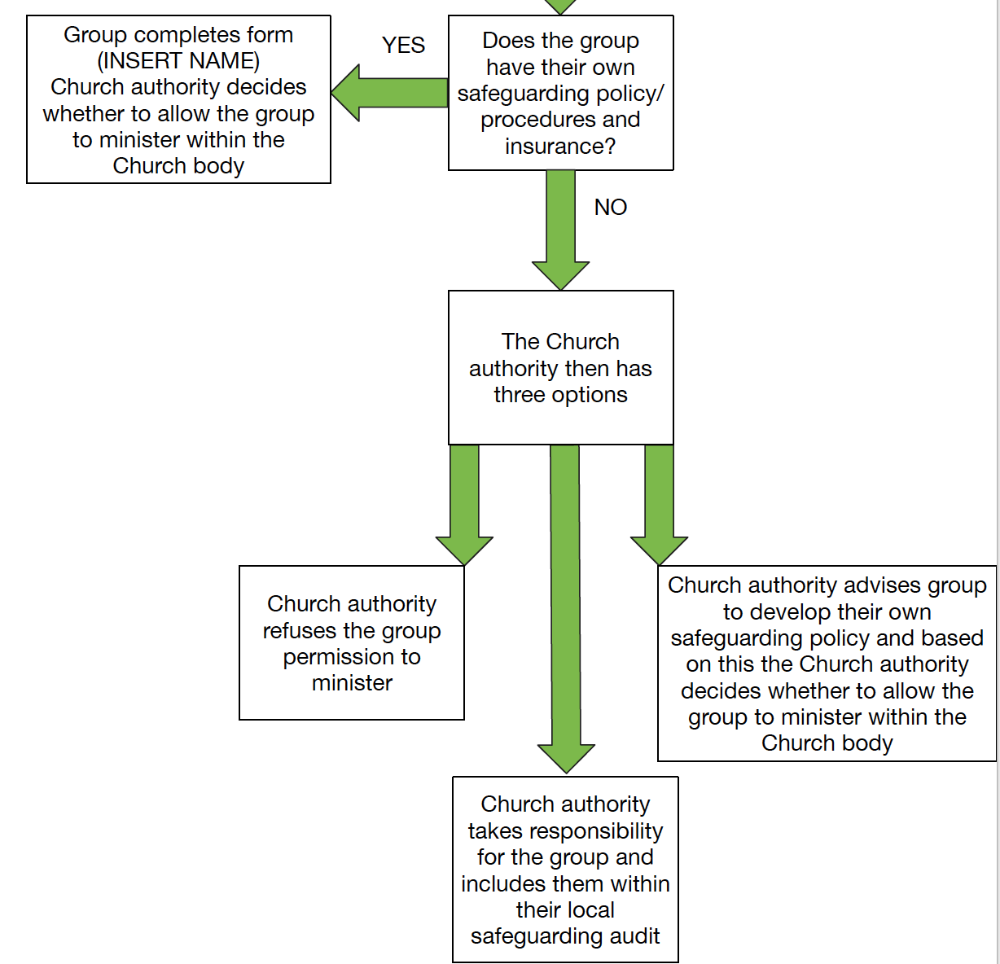 Group completes form
(INSERT NAME)
Church authority decides
whether to allow the group
to minister within the
Church body
YES
Does the group
have their own
safeguarding policy/
procedures and
insurance?
NO
The Church
authority then has
three options
Church authority
refuses the group
permission to
minister
Church authority advises group
to develop their own
safeguarding policy and based
on this the Church authority
decides whether to allow the
group to minister within the
Church body
Church authority
takes responsibility
for the group and
includes them within
their local
safeguarding audit